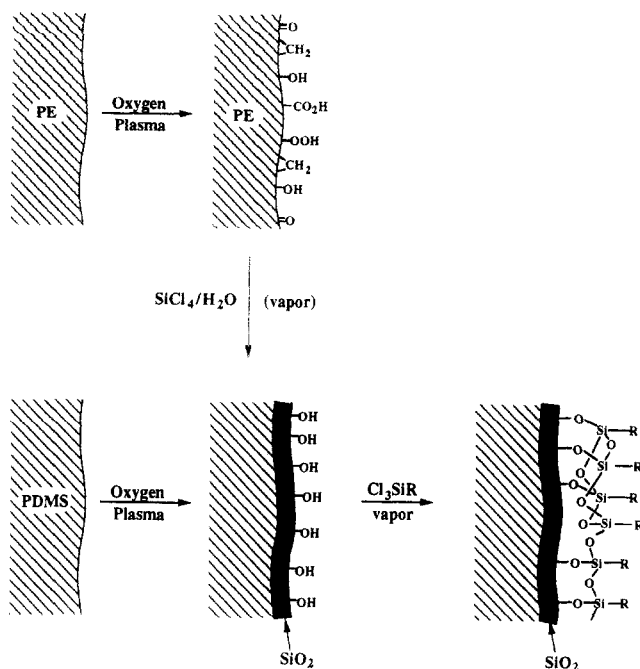 O
CH2
OH
PE
Oxygen
Plasma
PE
CO2H
OOH
CH2
OH
O
SiCl4/H2O (vapor)
PDMS
Oxygen
Plasma
OH
OH
OH
OH
OH
OH
OH
Cl3SiR
vapor
O Si R
O
O Si R
O Si R
O
O Si R
O
O Si R
O
O Si R
SiO2
SiO2